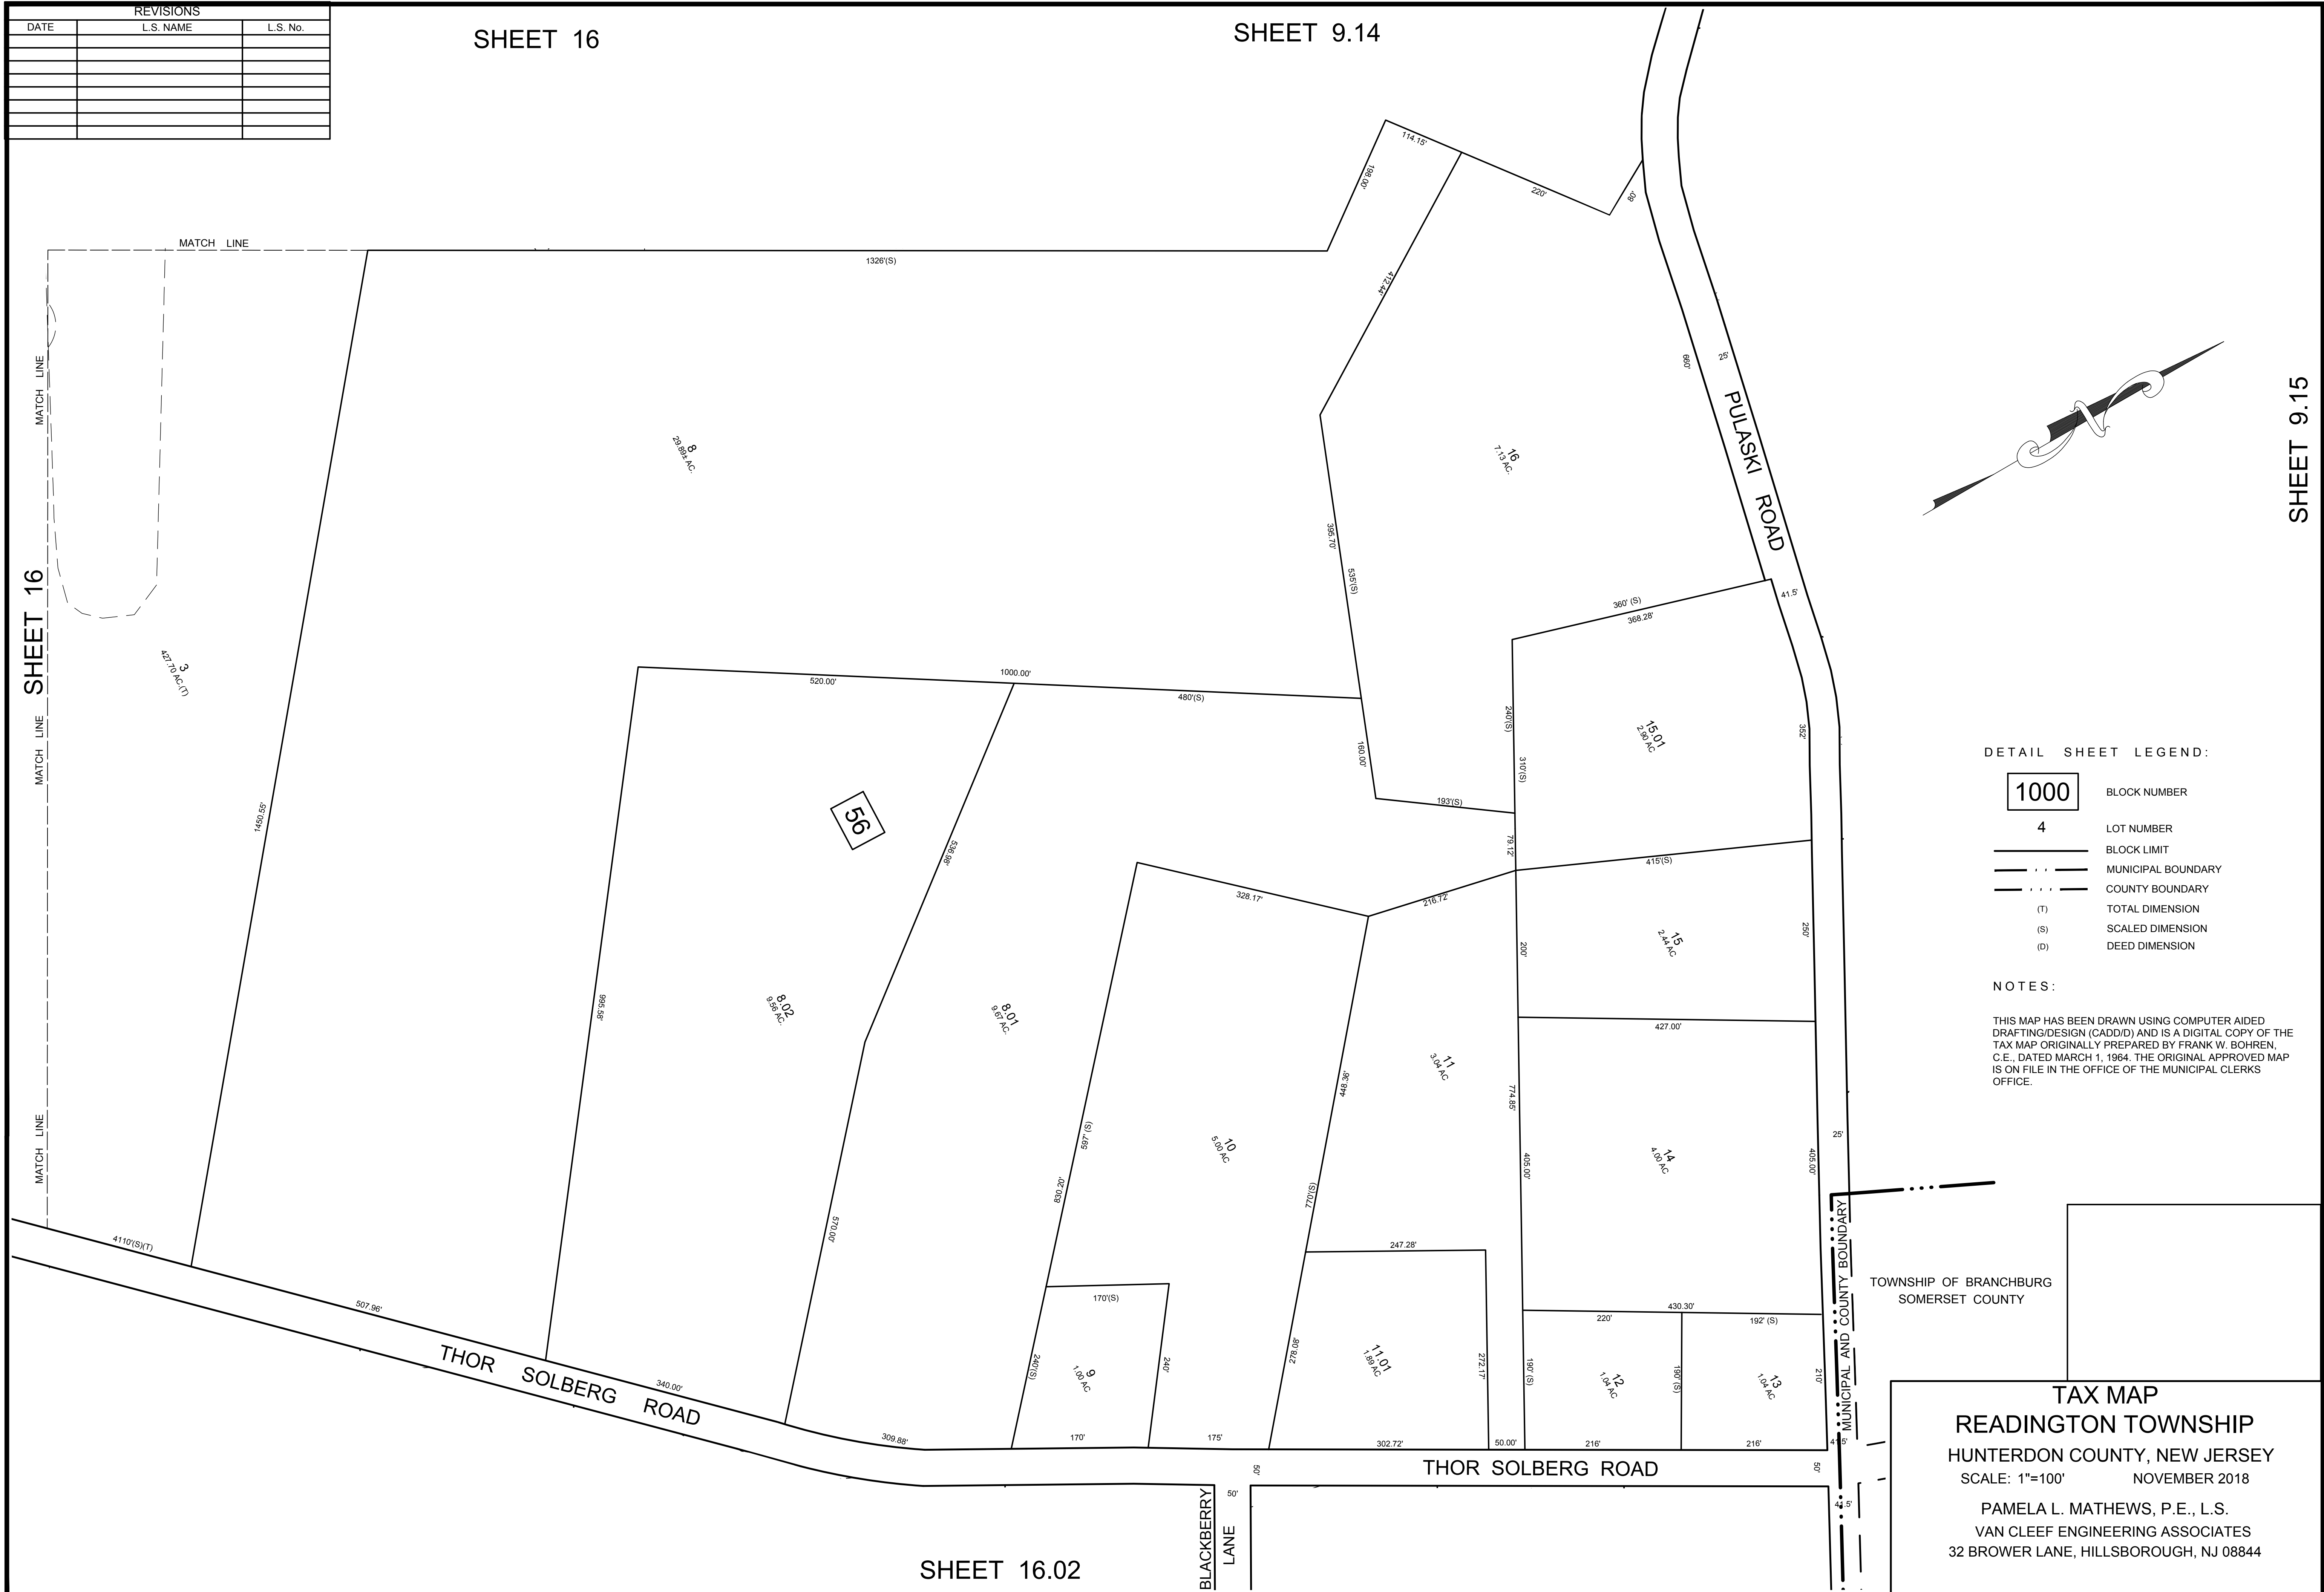 REVISIONS
DATE L.S. NAME L.S. No.
SHEET 16
SHEET 9.14
SHEET 9.15
SHEET 16
SHEET 16.02
MATCH LINE
MATCH LINE
MATCH LINE
MATCH LINE
114.15'
198.00'
220'
80'
1326'(S)
412.44'
660'
25'
PULASKI ROAD
8
29.89± AC.
16
7.13 AC.
395.70'
535'(S)
360' (S)
368.28'
41.5'
3
427.70 AC.(T)
1000.00'
520.00'
480'(S)
240'(S)
310'(S)
15.01
2.90 AC
352'
160.00'
193'(S)
79.12'
1450.55'
56
536.98'
415'(S)
328.17'
216.72'
200'
15
2.44 AC
250'
427.00'
995.58'
8.02
9.56 AC.
8.01
9.67 AC.
11
3.04 AC
448.36'
774.85'
597' (S)
10
5.00 AC
405.00'
14
4.00 AC
405.00'
25'
830.20'
770'(S)
570.00'
247.28'
4110'(S)(T)
170'(S)
430.30'
220'
192' (S)
507.96'
340.00'
309.88'
240'(S)
9
1.00 AC
240'
278.08'
11.01
1.89 AC
272.17'
190' (S)
12
1.04 AC
190' (S)
13
1.04 AC
210'
170'
175'
302.72'
50.00'
216'
216'
41.5'
THOR SOLBERG ROAD
THOR SOLBERG ROAD
50'
50'
50'
41.5'
BLACKBERRY
LANE
MUNICIPAL AND COUNTY BOUNDARY
TOWNSHIP OF BRANCHBURG
SOMERSET COUNTY
N
DETAIL SHEET LEGEND:
1000 BLOCK NUMBER
4 LOT NUMBER
BLOCK LIMIT
MUNICIPAL BOUNDARY
COUNTY BOUNDARY
(T) TOTAL DIMENSION
(S) SCALED DIMENSION
(D) DEED DIMENSION
NOTES:
THIS MAP HAS BEEN DRAWN USING COMPUTER AIDED
DRAFTING/DESIGN (CADD/D) AND IS A DIGITAL COPY OF THE
TAX MAP ORIGINALLY PREPARED BY FRANK W. BOHREN,
C.E., DATED MARCH 1, 1964. THE ORIGINAL APPROVED MAP
IS ON FILE IN THE OFFICE OF THE MUNICIPAL CLERKS
OFFICE.
TAX MAP
READINGTON TOWNSHIP
HUNTERDON COUNTY, NEW JERSEY
SCALE: 1"=100' NOVEMBER 2018
PAMELA L. MATHEWS, P.E., L.S.
VAN CLEEF ENGINEERING ASSOCIATES
32 BROWER LANE, HILLSBOROUGH, NJ 08844